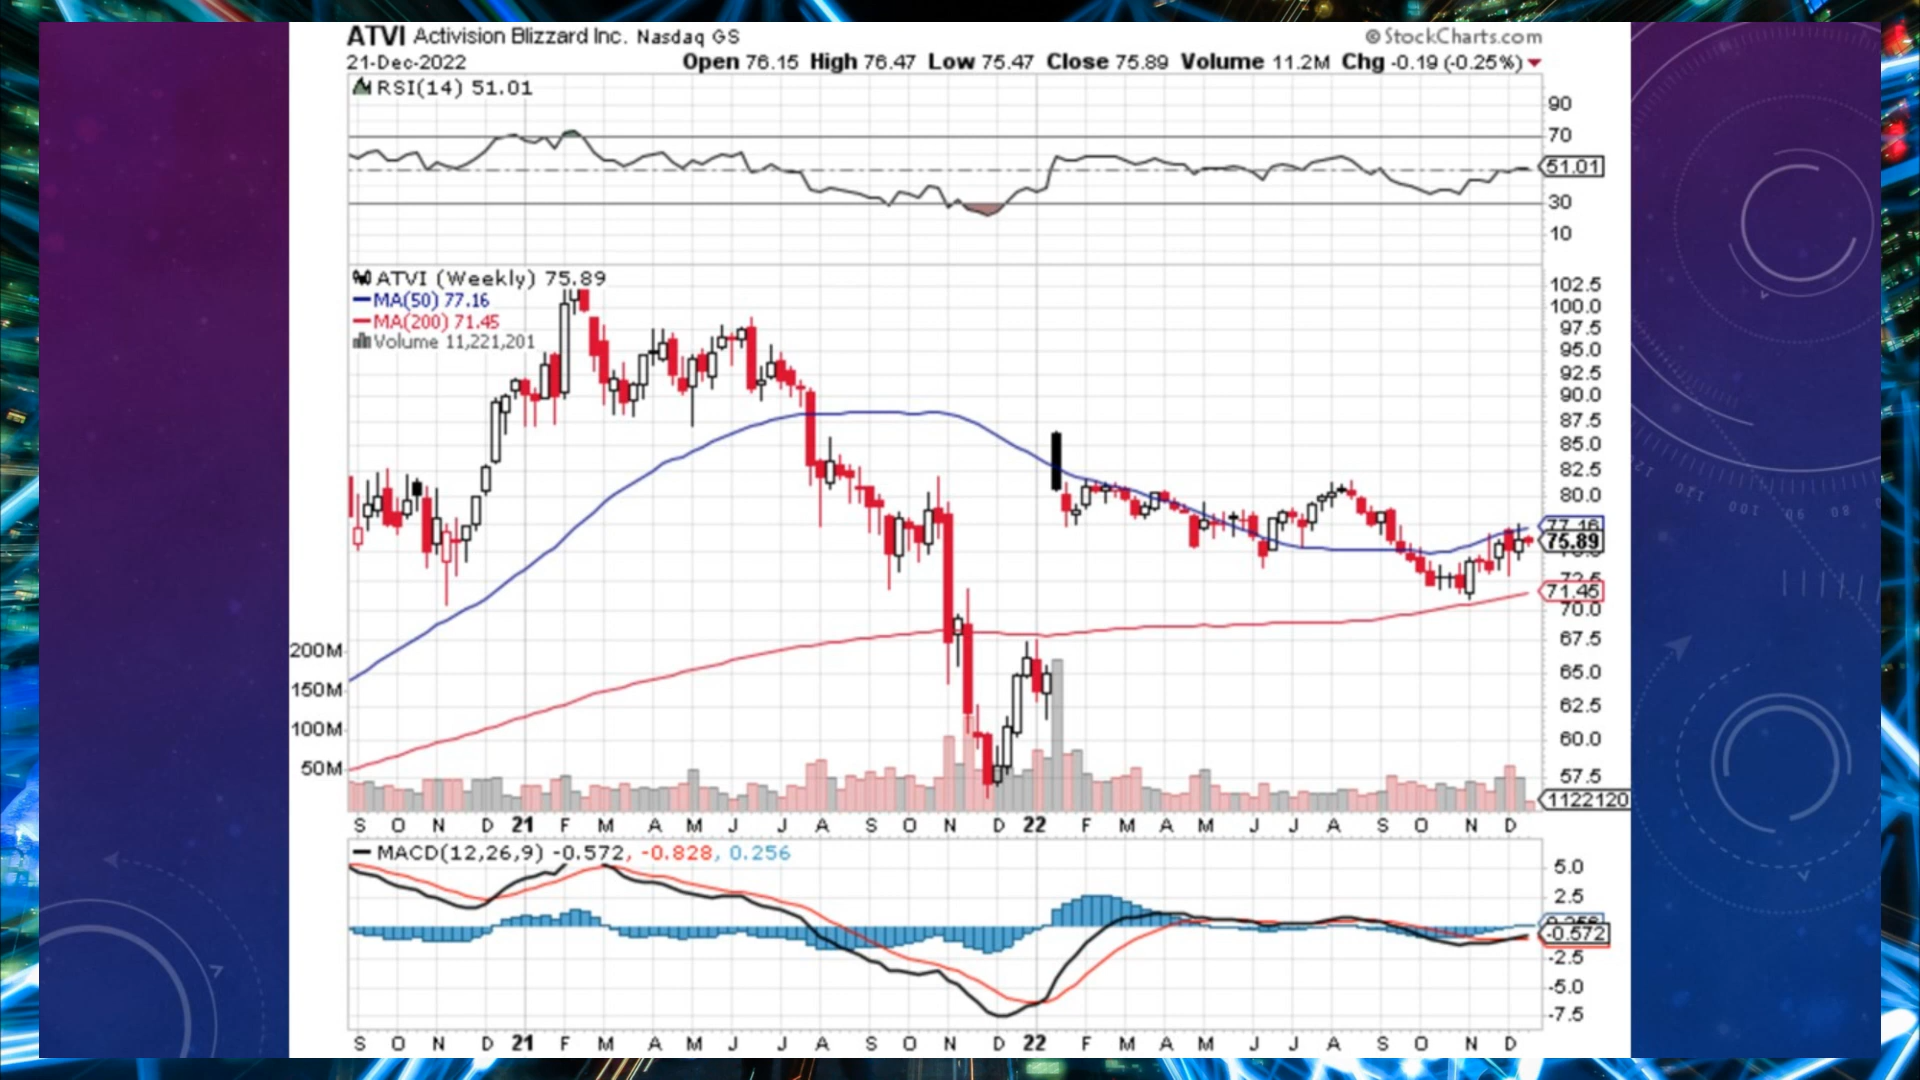 ATVI Activision Blizzard Inc. Nasdaq GS
© StockCharts.com
21-Dec-2022
Open 76.15 High 76.47 Low 75.47 Close 75.89 Volume 11.2M Chg -0.19 (-0.25%)
RSI(14) 51.01
90
70
51.01
30
10
ATVI (Weekly) 75.89
MA(50) 77.16
MA(200) 71.45
Volume 11,221,201
102.5
100.0
97.5
95.0
92.5
90.0
87.5
85.0
82.5
80.0
77.16
75.89
72.5
71.45
70.0
67.5
65.0
62.5
60.0
57.5
1122120
200M
150M
100M
50M
S O N D 21 F M A M J J A S O N D 22 F M A M J J A S O N D
MACD(12,26,9) -0.572, -0.828, 0.256
5.0
2.5
0.256
-0.572
-2.5
-5.0
-7.5
S O N D 21 F M A M J J A S O N D 22 F M A M J J A S O N D